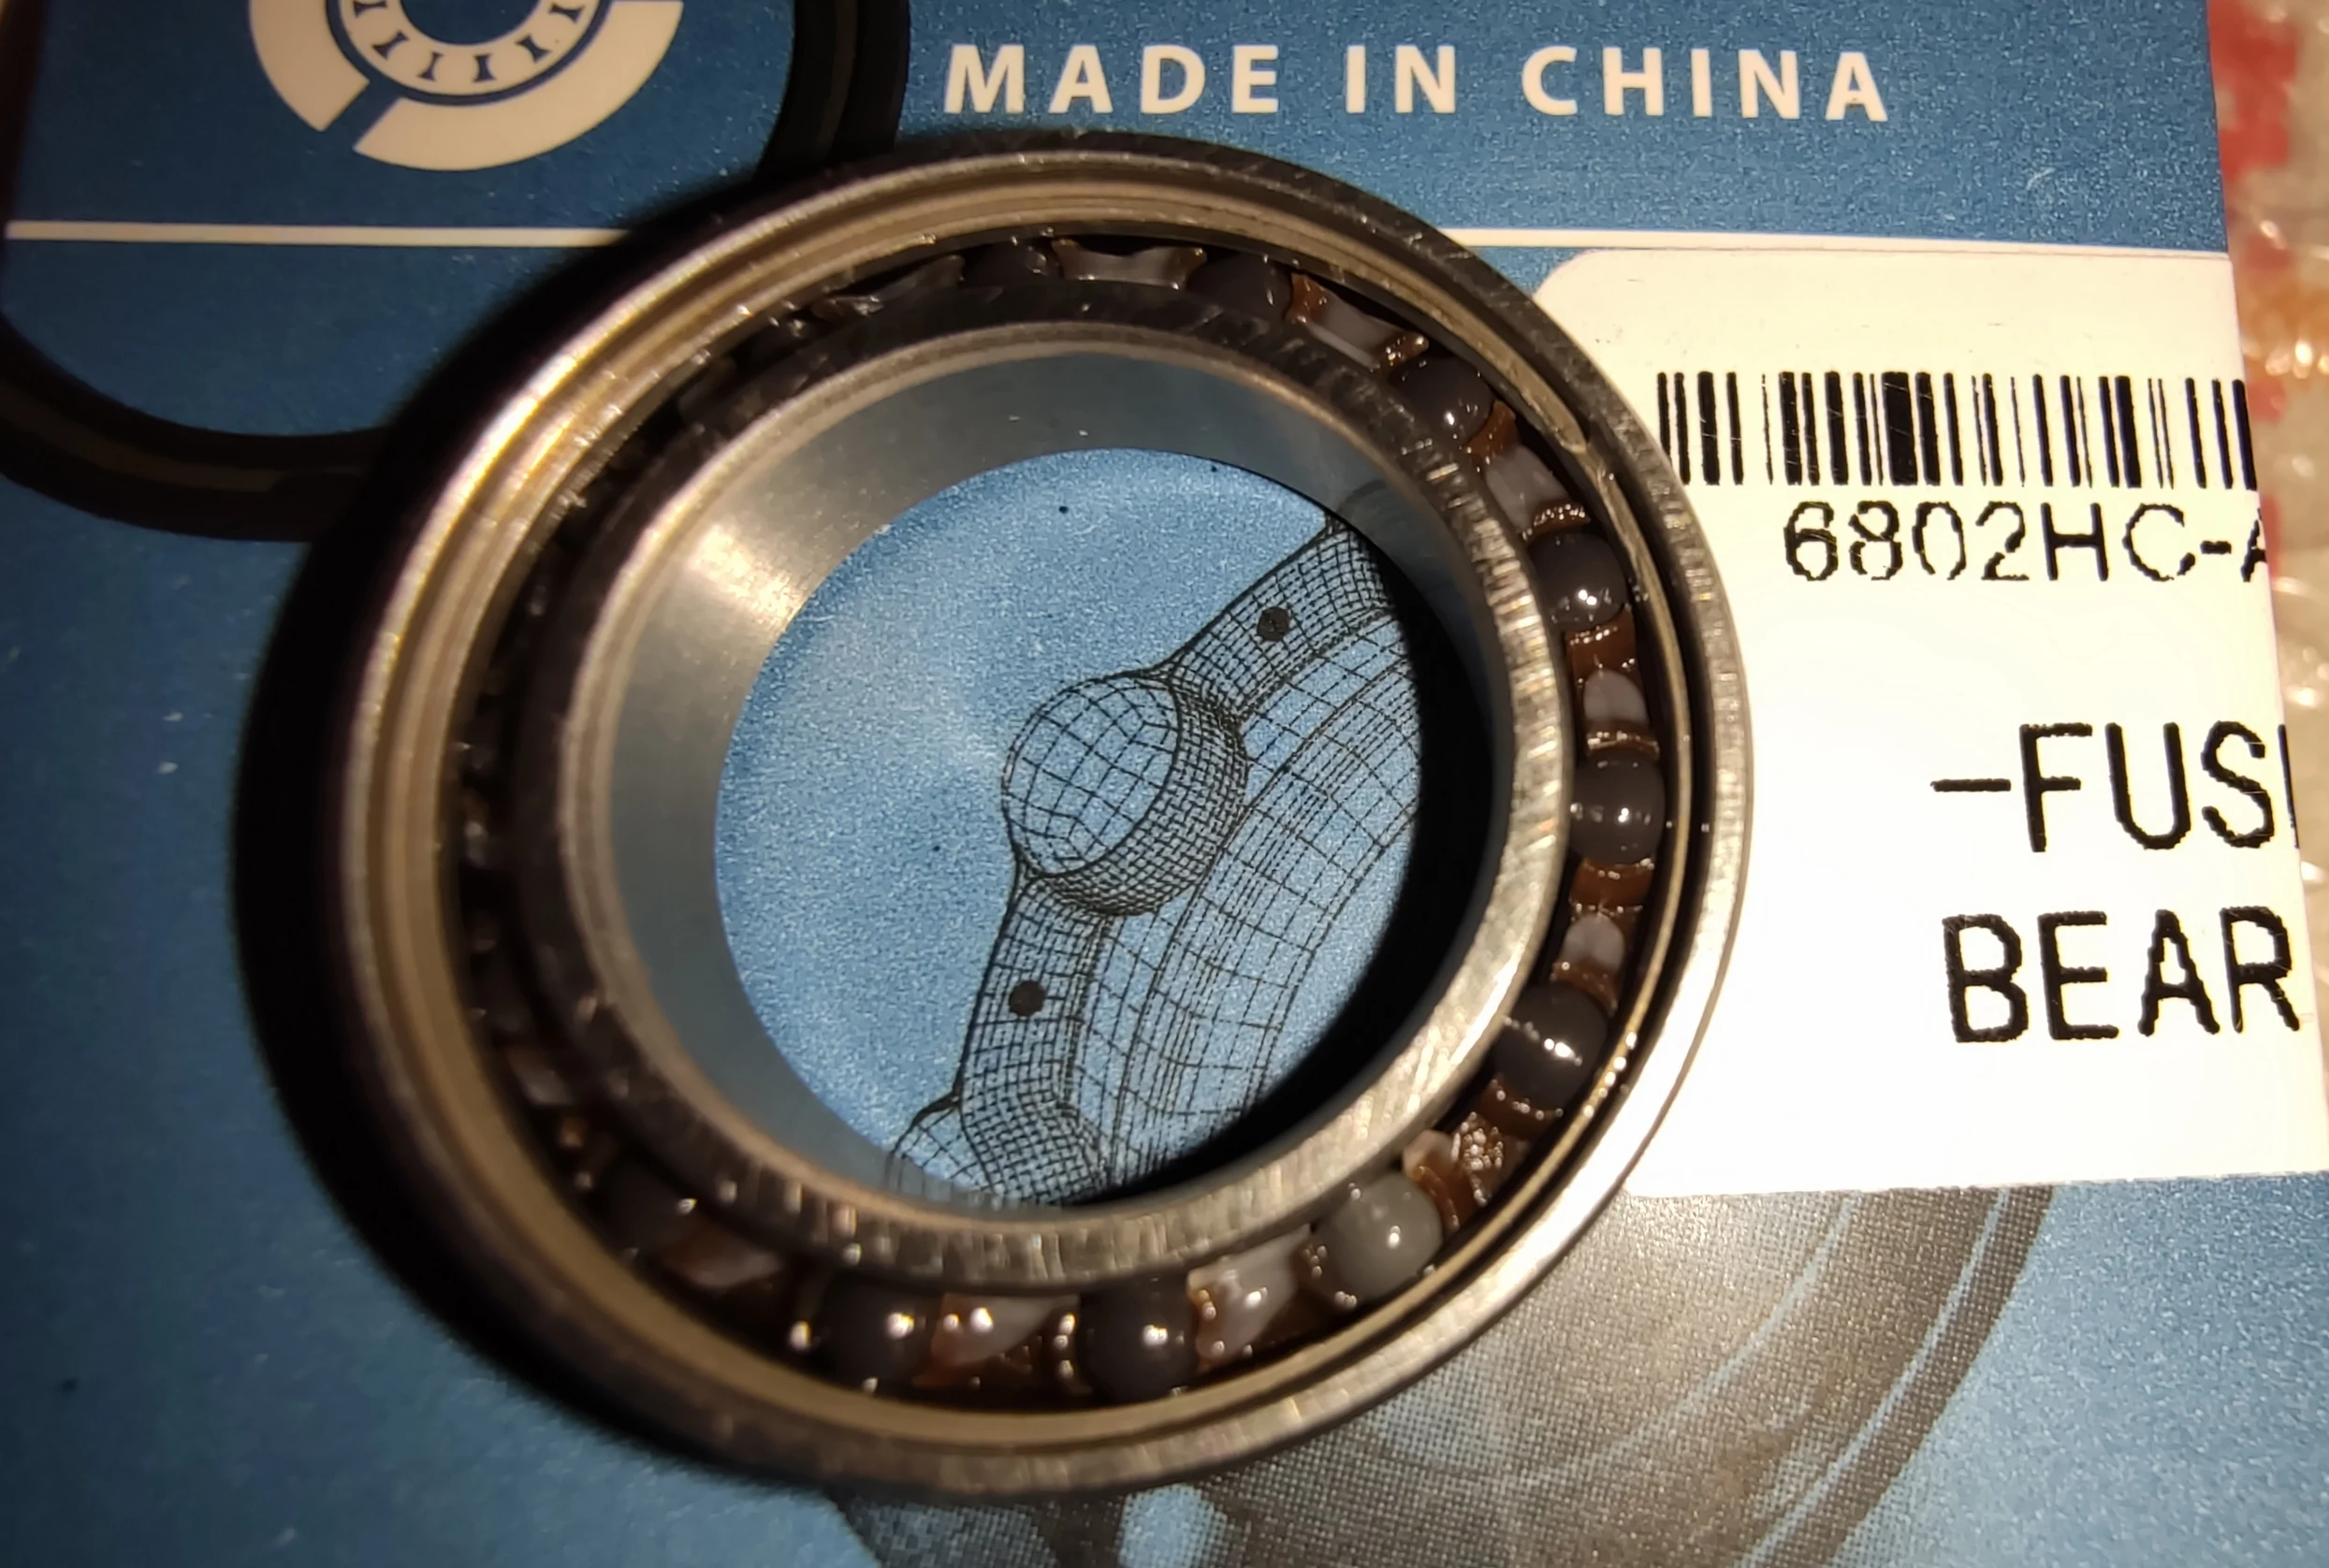 MADE IN CHINA
6802HC-A
-FUS
BEAR